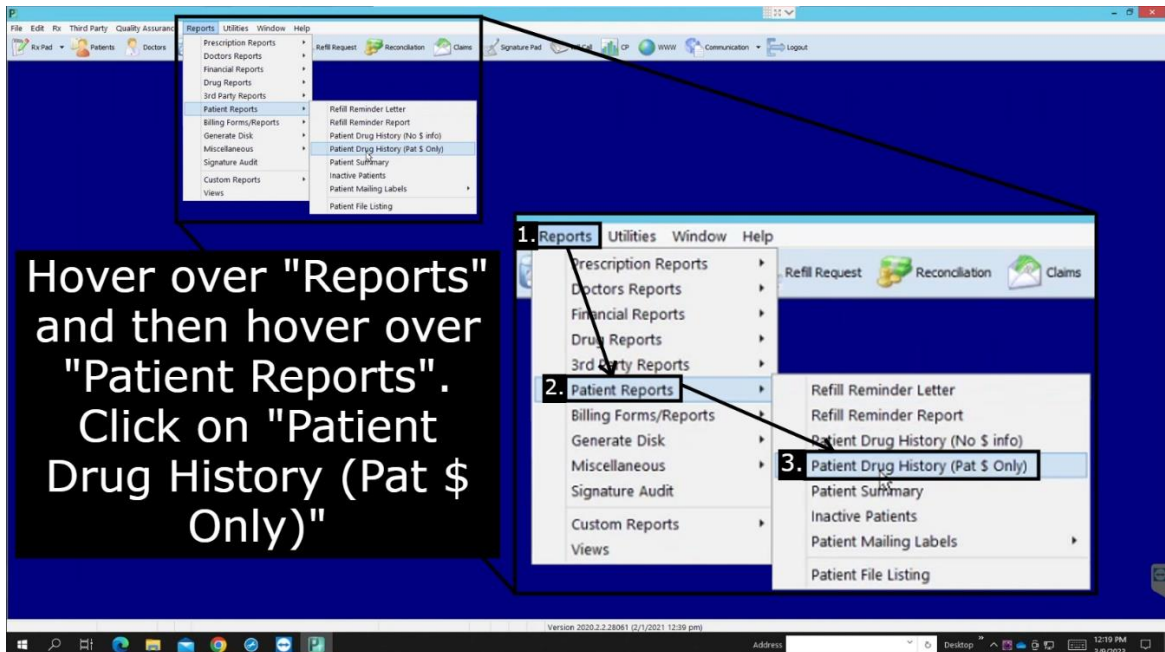 File Edit Rx Third Party Quality Assuranc Reports Utilities Window Help
Rx Pad Patients Doctors Refill Request Reconciliation Claims Signature Pad Call CP WWW Communication Logout
Prescription Reports
Doctors Reports
Financial Reports
Drug Reports
3rd Party Reports
Patient Reports
Billing Forms/Reports
Generate Disk
Miscellaneous
Signature Audit
Custom Reports
Views
Refill Reminder Letter
Refill Reminder Report
Patient Drug History (No $ info)
Patient Drug History (Pat $ Only)
Patient Summary
Inactive Patients
Patient Mailing Labels
Patient File Listing
Hover over "Reports"
and then hover over
"Patient Reports".
Click on "Patient
Drug History (Pat $
Only)"
1. Reports Utilities Window Help
Refill Request Reconciliation Claims
Prescription Reports
Doctors Reports
Financial Reports
Drug Reports
3rd Party Reports
2. Patient Reports
Billing Forms/Reports
Generate Disk
Miscellaneous
Signature Audit
Custom Reports
Views
Refill Reminder Letter
Refill Reminder Report
Patient Drug History (No $ info)
3. Patient Drug History (Pat $ Only)
Patient Summary
Inactive Patients
Patient Mailing Labels
Patient File Listing
Version 2020.2.2.28061 (2/1/2021 12:39 pm)
Address Desktop 12:19 PM
3/9/2023